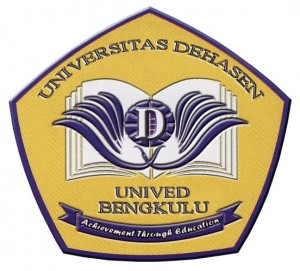 UNIVERSITAS DEHASEN
D
UNIVED
BENGKULU
Achievement Through Education